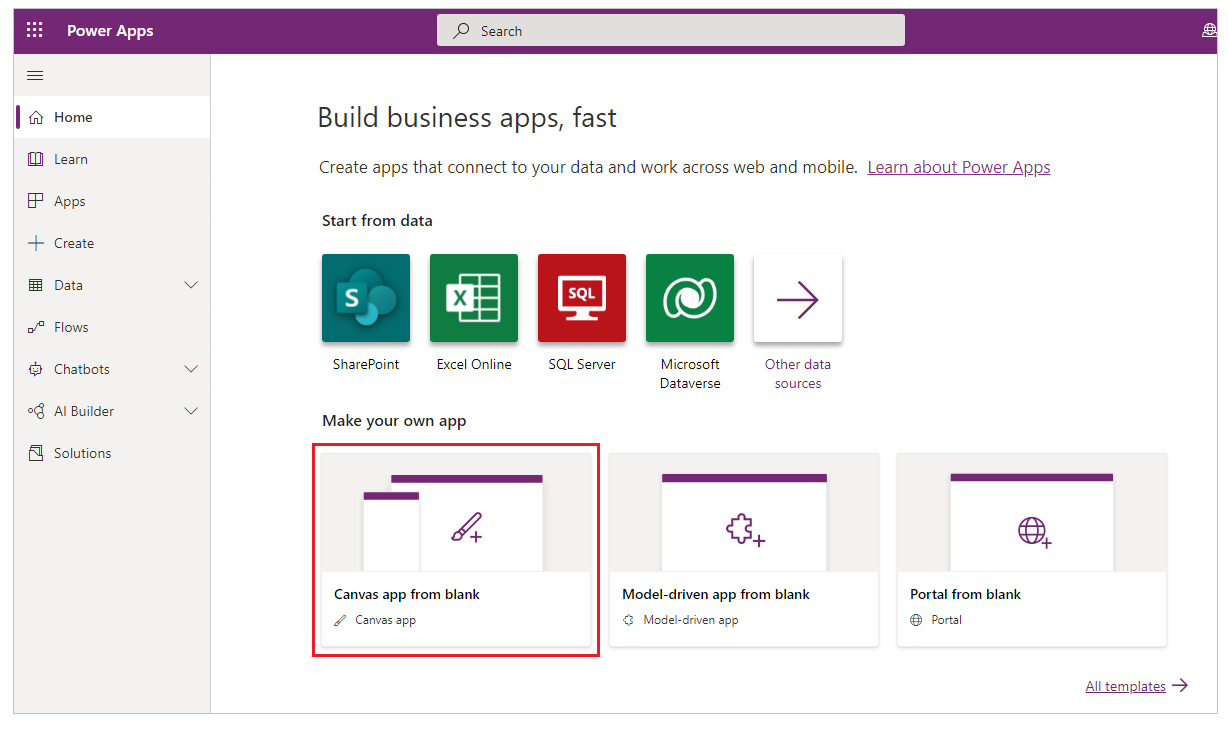 Power Apps
Search
Home
Learn
Apps
Create
Data
Flows
Chatbots
AI Builder
Solutions
Build business apps, fast
Create apps that connect to your data and work across web and mobile. Learn about Power Apps
Start from data
S
X
SQL
SharePoint
Excel Online
SQL Server
Microsoft
Dataverse
Other data
sources
Make your own app
Canvas app from blank
Canvas app
Model-driven app from blank
Model-driven app
Portal from blank
Portal
All templates